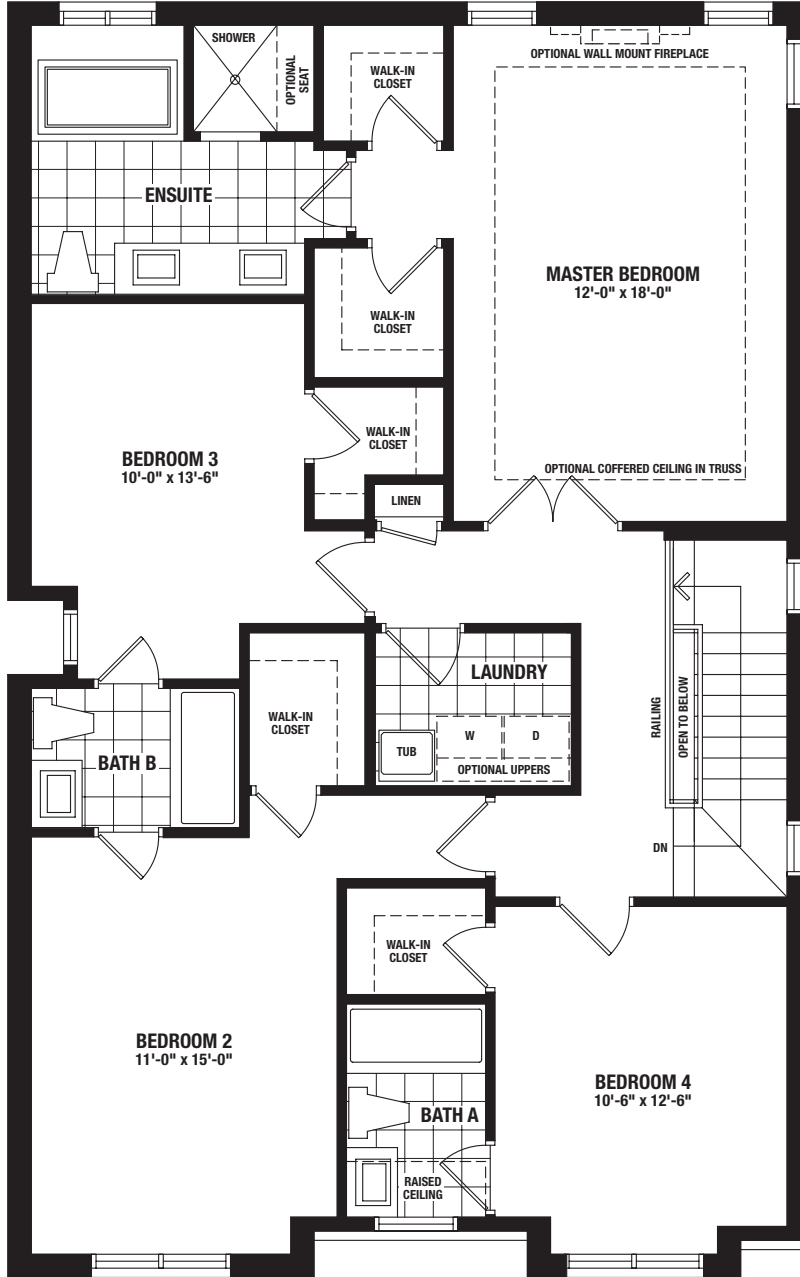 SHOWER
OPTIONAL
SEAT
WALK-IN
CLOSET
OPTIONAL WALL MOUNT FIREPLACE
ENSUITE
MASTER BEDROOM
12'-0" x 18'-0"
WALK-IN
CLOSET
BEDROOM 3
10'-0" x 13'-6"
WALK-IN
CLOSET
OPTIONAL COFFERED CEILING IN TRUSS
LINEN
LAUNDRY
WALK-IN
CLOSET
RAILING
OPEN TO BELOW
BATH B
TUB
W
D
OPTIONAL UPPERS
DN
WALK-IN
CLOSET
BEDROOM 2
11'-0" x 15'-0"
BEDROOM 4
10'-6" x 12'-6"
BATH A
RAISED
CEILING